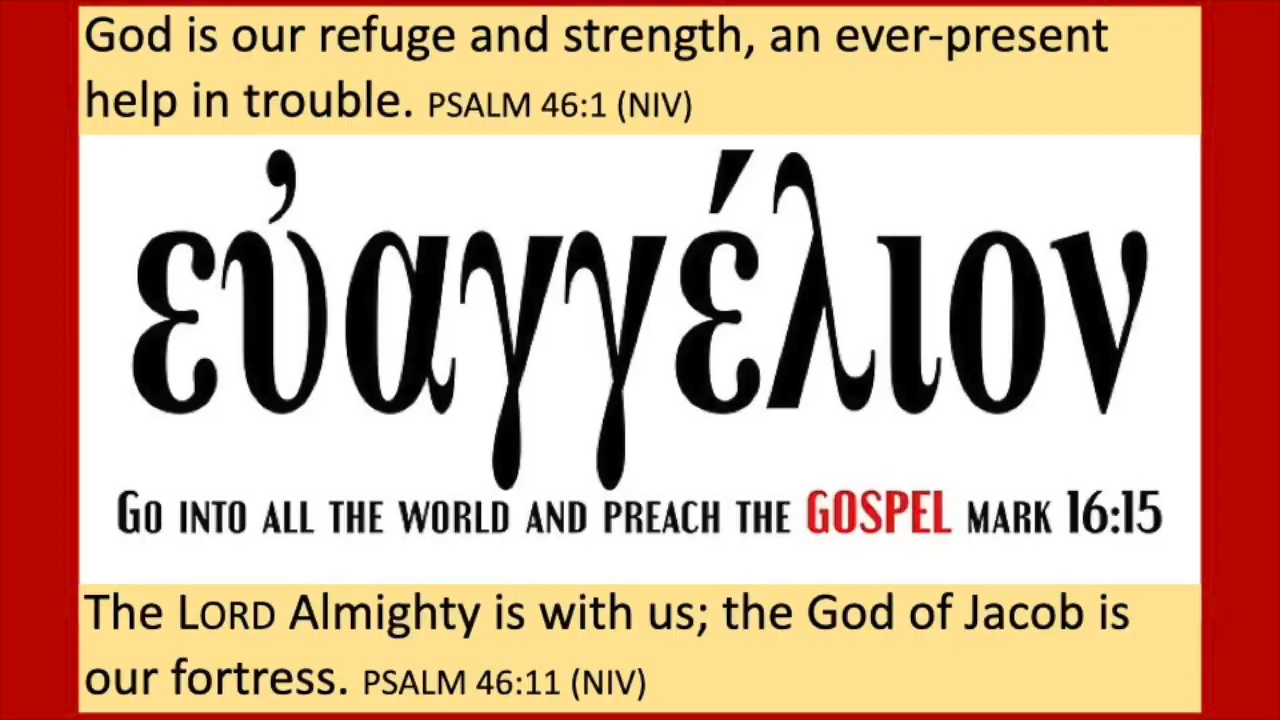 God is our refuge and strength, an ever-present
help in trouble. PSALM 46:1 (NIV)
εὐαγγέλιον
GO INTO ALL THE WORLD AND PREACH THE GOSPEL MARK 16:15
The LORD Almighty is with us; the God of Jacob is
our fortress. PSALM 46:11 (NIV)